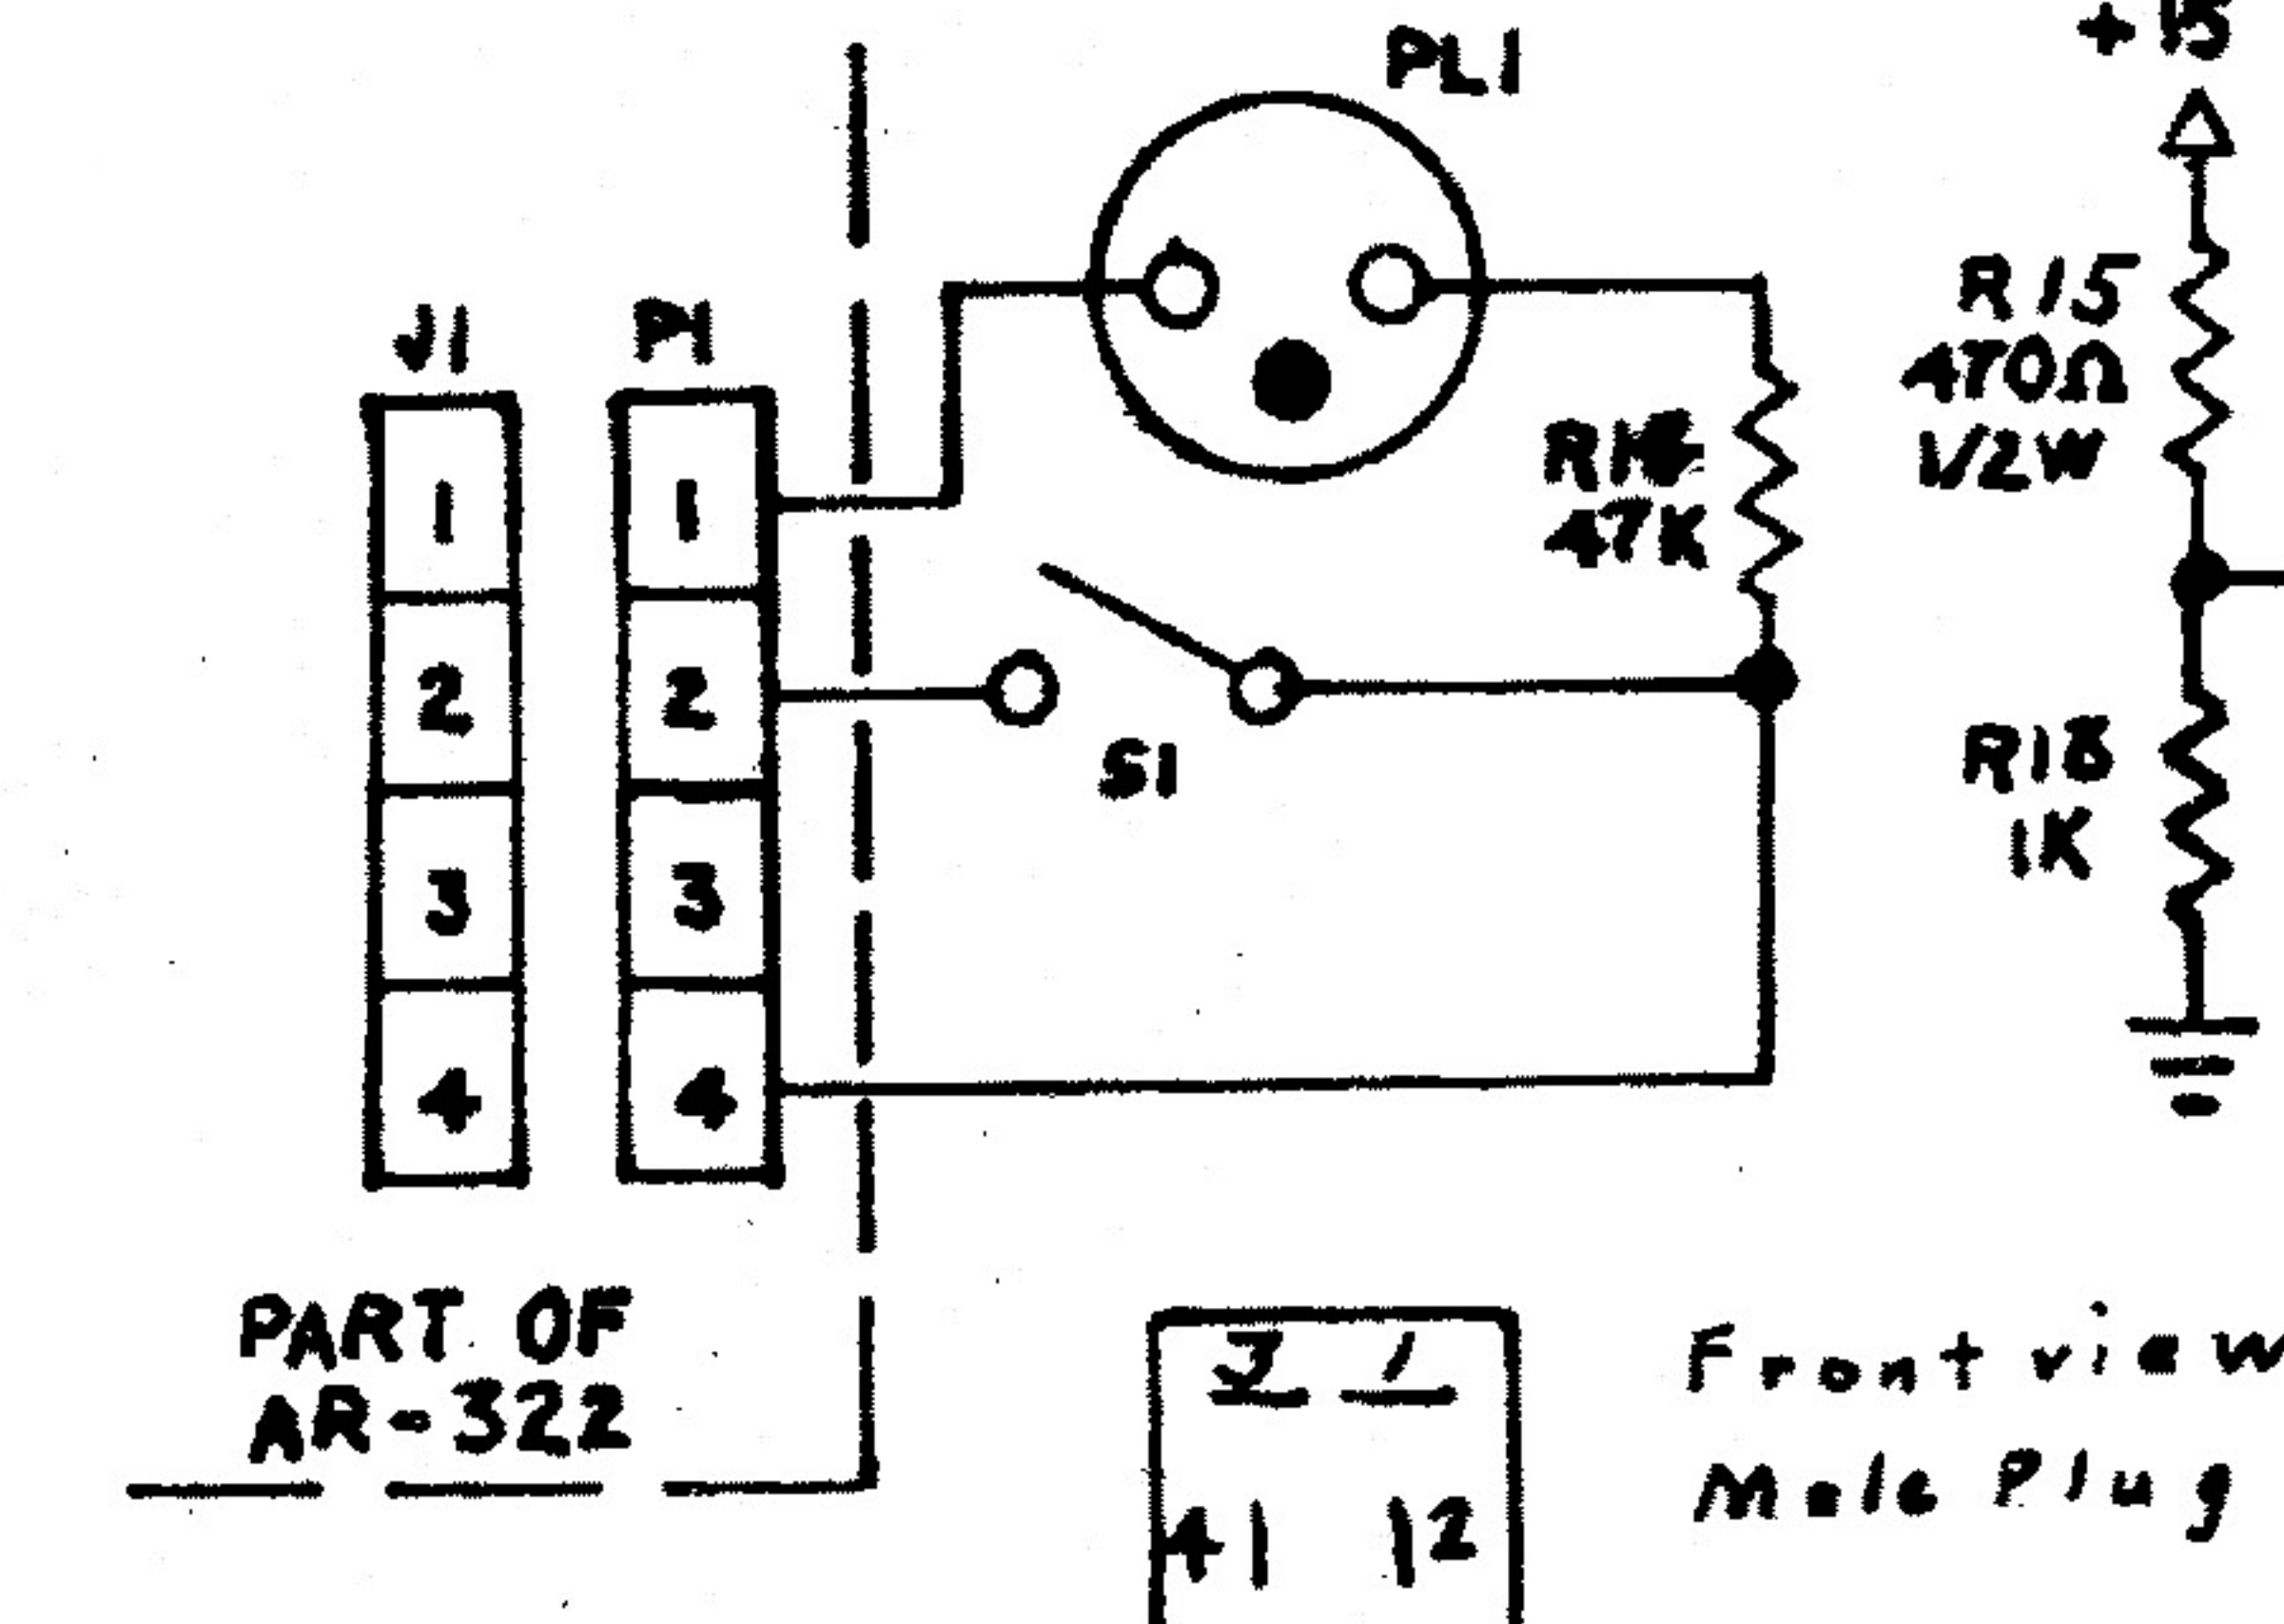 +15
PL1
R15
470Ω
1/2W
J1
P1
47K
1
1
2
2
S1
R18
1K
3
3
4
4
PART OF
AR-322
3 1
4 2
Front view
Male Plug